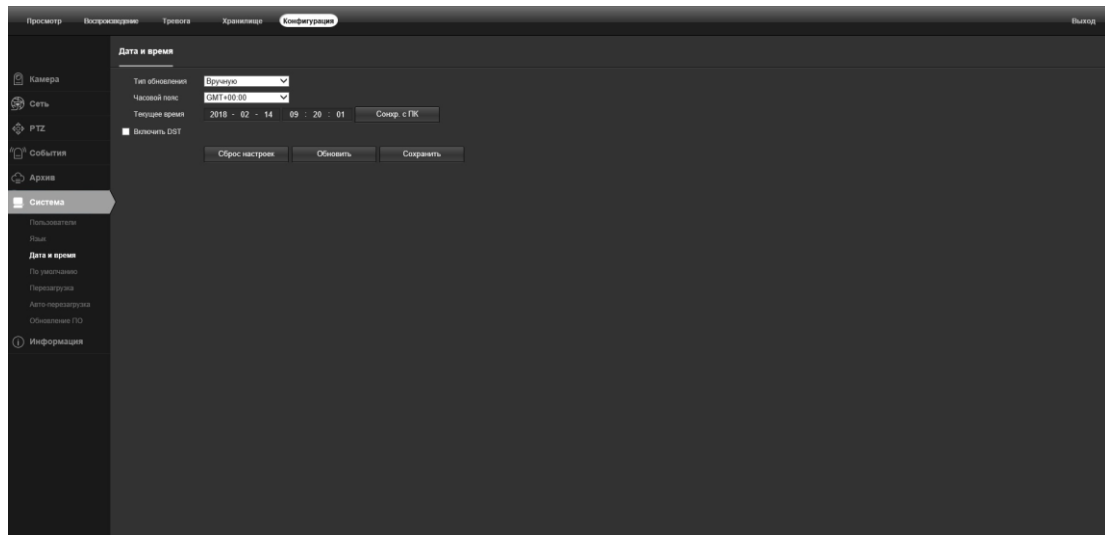 Просмотр Воспроизведение Тревога Хранилище Конфигурация Выход
Дата и время
Камера
Сеть
PTZ
События
Архив
Система
Пользователи
Язык
Дата и время
По умолчанию
Перезагрузка
Авто-перезагрузка
Обновление ПО
Информация
Тип обновления Вручную
Часовой пояс GMT+00:00
Текущее время 2018 - 02 - 14 09 : 20 : 01 Сонхр. с ПК
Включить DST
Сброс настроек Обновить Сохранить